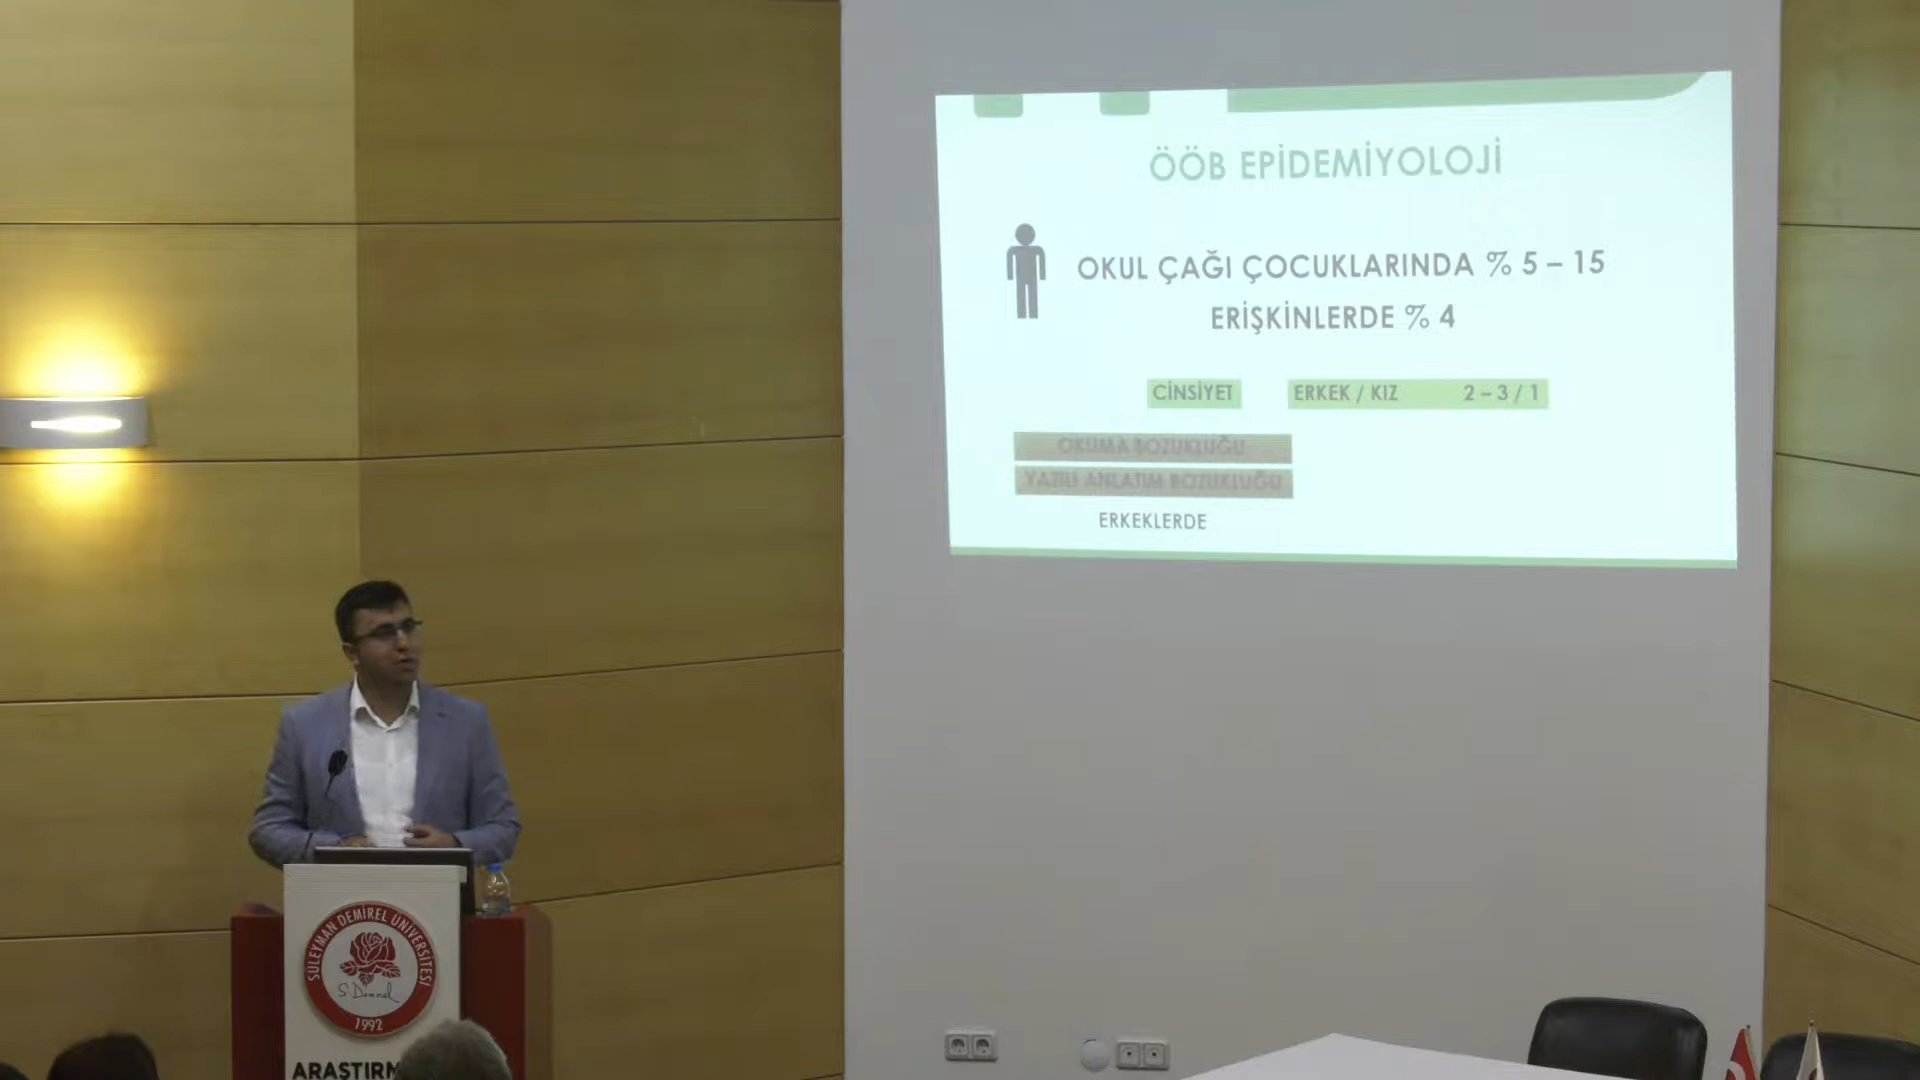 ÖÖB EPİDEMİYOLOJİ
OKUL ÇAĞI ÇOCUKLARINDA % 5 – 15
ERİŞKİNLERDE % 4
CİNSİYET
ERKEK / KIZ 2 – 3 / 1
OKUMA BOZUKLUĞU
YAZILI ANLATIM BOZUKLUĞU
ERKEKLERDE
SÜLEYMAN DEMİREL ÜNİVERSİTESİ
S. Demirel
1992